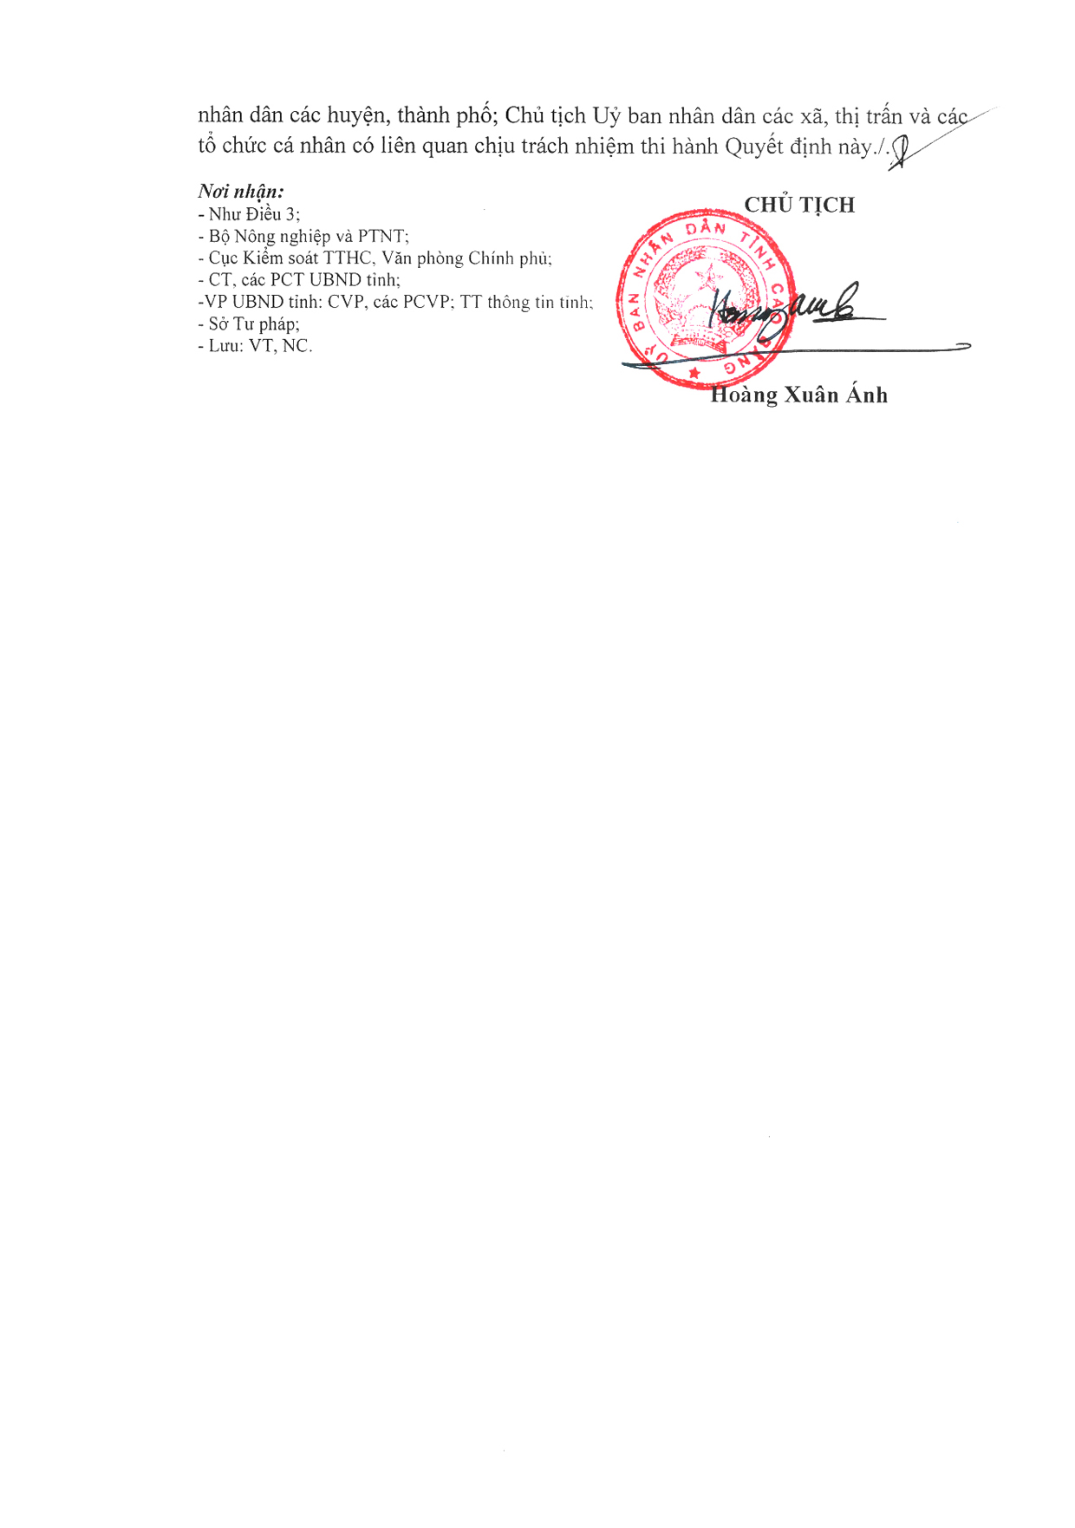 nhân dân các huyện, thành phố; Chủ tịch Uỷ ban nhân dân các xã, thị trấn và các
tổ chức cá nhân có liên quan chịu trách nhiệm thi hành Quyết định này./.
Nơi nhận:
- Như Điều 3;
- Bộ Nông nghiệp và PTNT;
- Cục Kiểm soát TTHC, Văn phòng Chính phủ;
- CT, các PCT UBND tỉnh;
-VP UBND tỉnh: CVP, các PCVP; TT thông tin tỉnh;
- Sở Tư pháp;
- Lưu: VT, NC.
CHỦ TỊCH
UỶ BAN NHÂN DÂN TỈNH CAO BẰNG
Hoàng Xuân Ánh